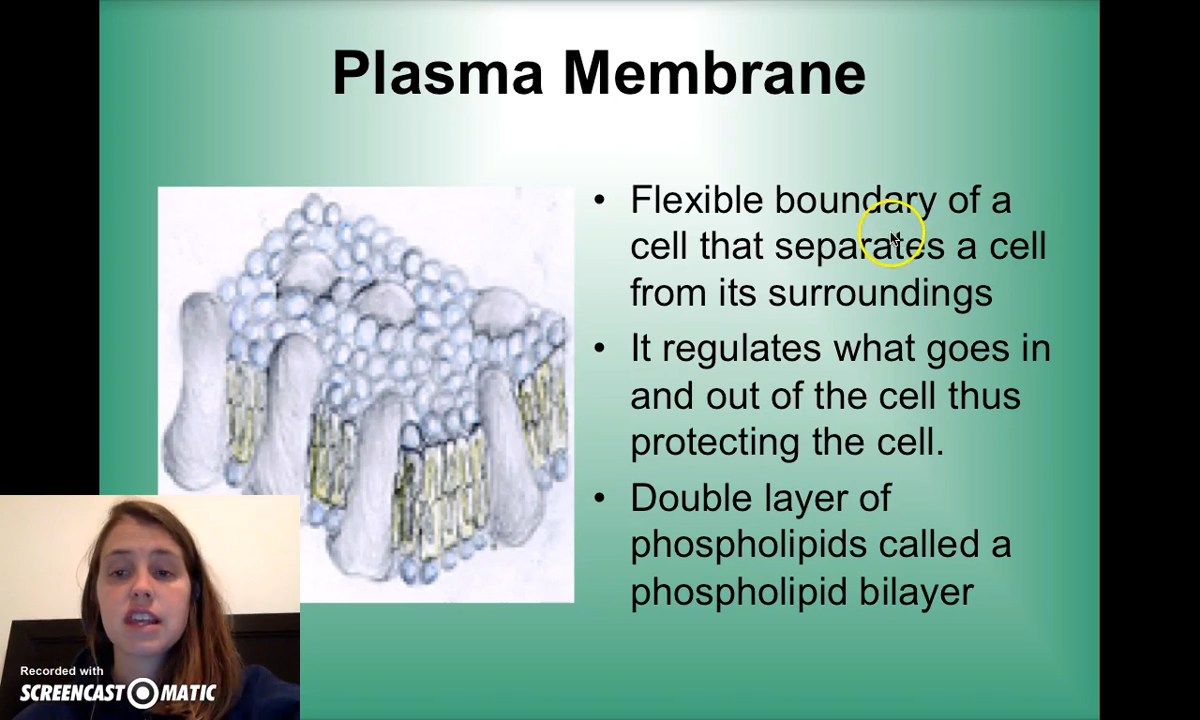 Plasma Membrane
• Flexible boundary of a
cell that separates a cell
from its surroundings
• It regulates what goes in
and out of the cell thus
protecting the cell.
• Double layer of
phospholipids called a
phospholipid bilayer
Recorded with
SCREENCAST MATIC